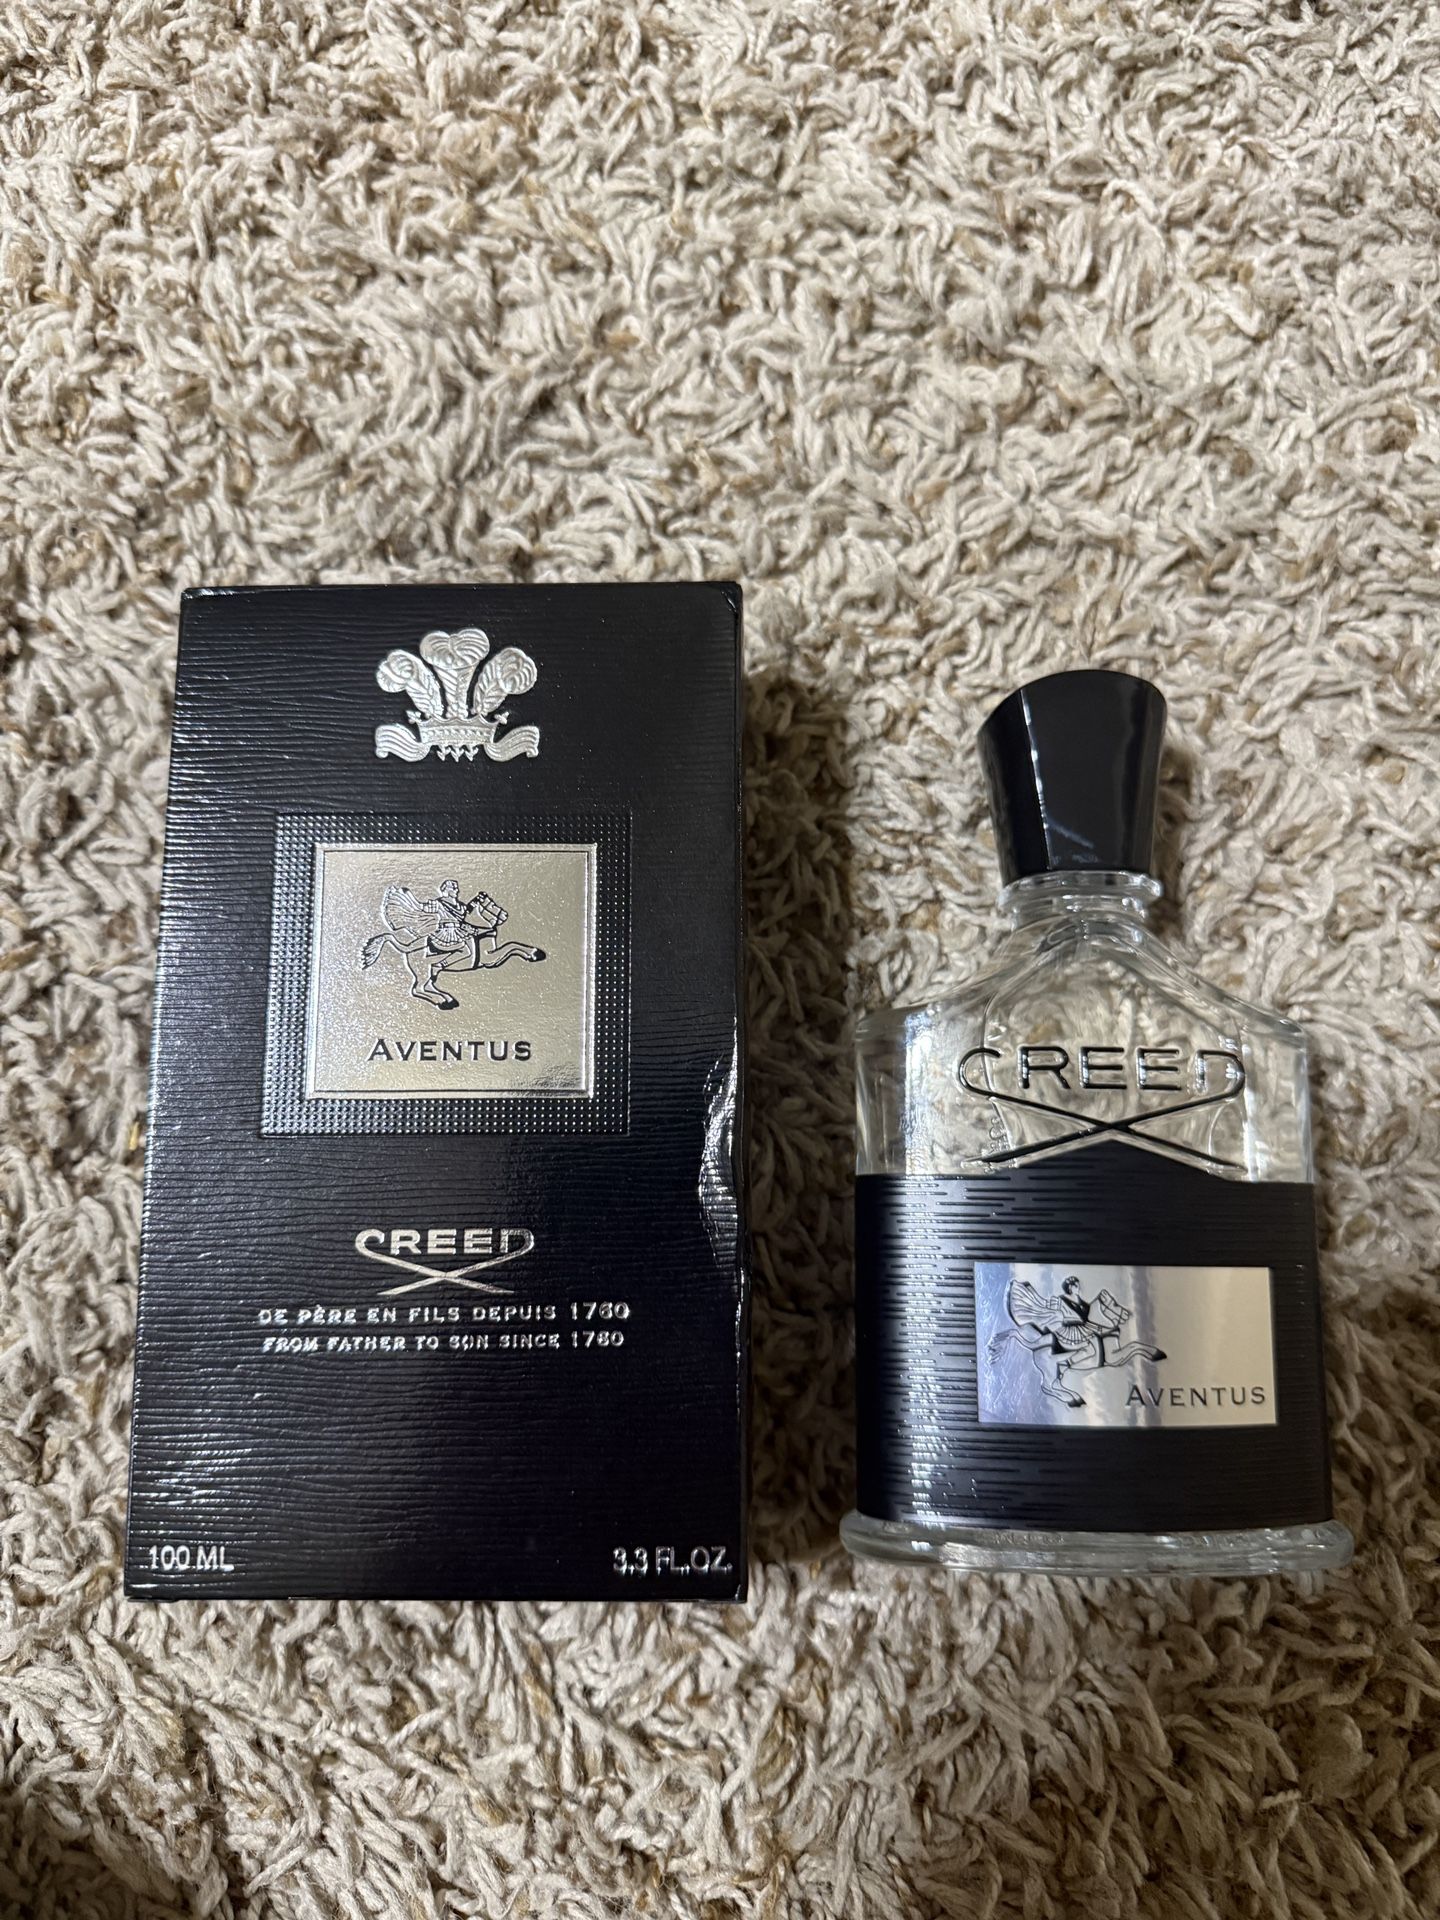 AVENTUS
CREED
DE PÈRE EN FILS DEPUIS 1760
FROM FATHER TO SON SINCE 1760
100 ML
3.3 FL.OZ.
CREED
AVENTUS